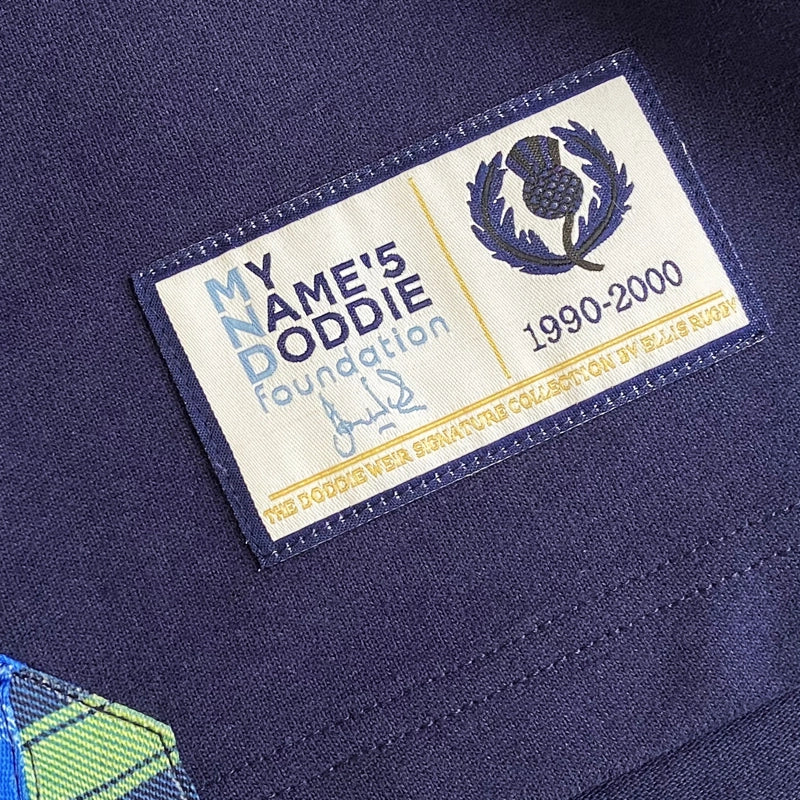 MY
NAME'5
DODDIE
Foundation
1990-2000
THE DODDIE WEIR SIGNATURE COLLECTION BY ELLIS RUGBY